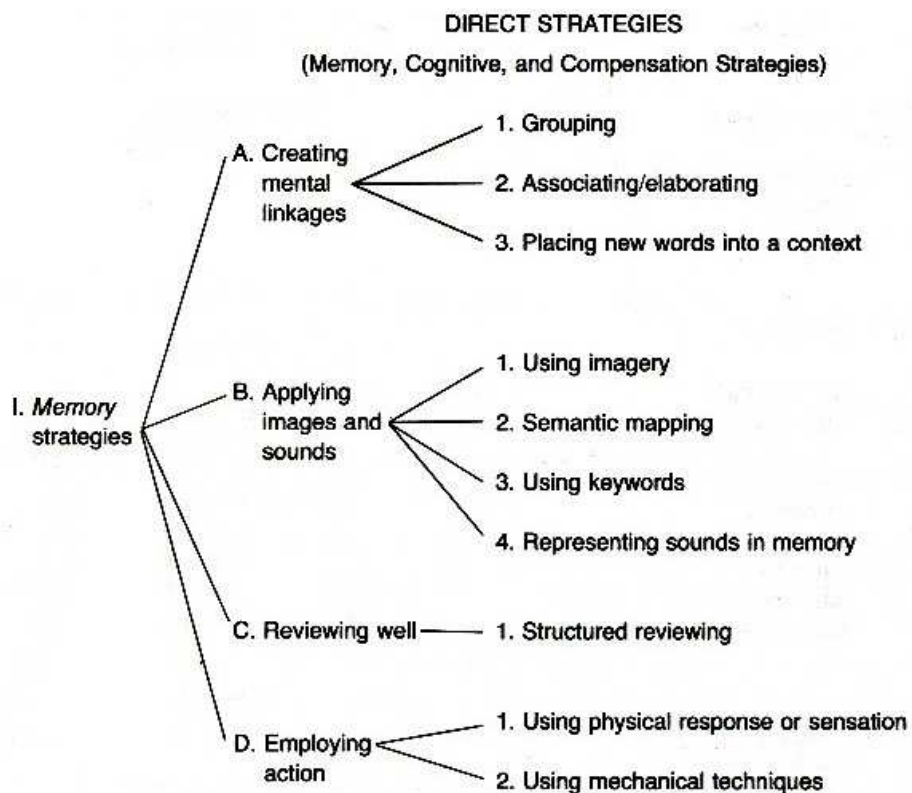 DIRECT STRATEGIES
(Memory, Cognitive, and Compensation Strategies)
I. Memory
strategies
A. Creating
mental
linkages
1. Grouping
2. Associating/elaborating
3. Placing new words into a context
B. Applying
images and
sounds
1. Using imagery
2. Semantic mapping
3. Using keywords
4. Representing sounds in memory
C. Reviewing well
1. Structured reviewing
D. Employing
action
1. Using physical response or sensation
2. Using mechanical techniques